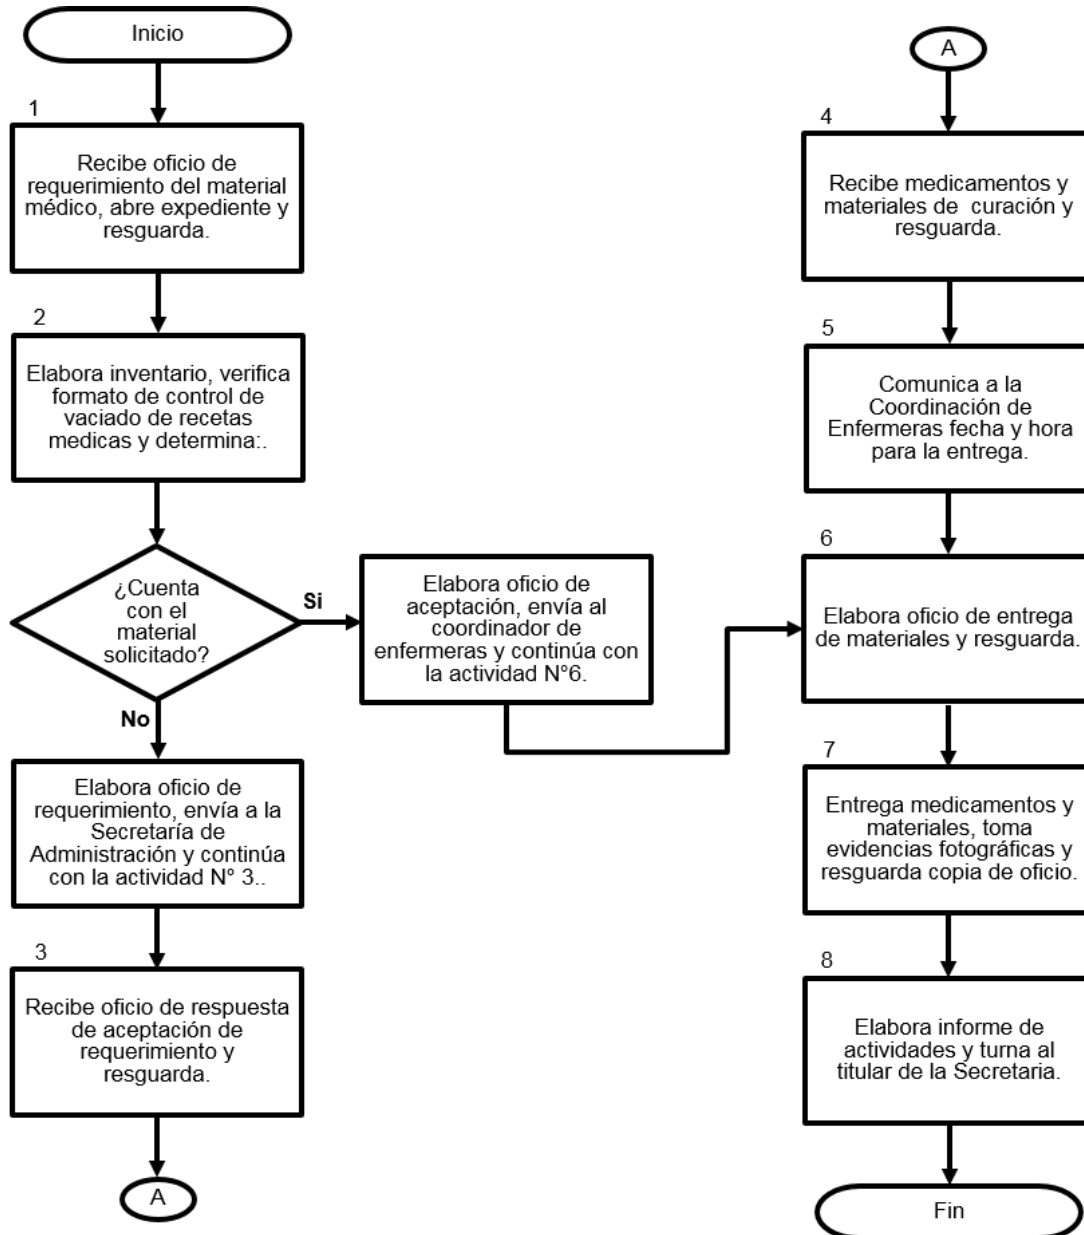 Inicio
1
Recibe oficio de
requerimiento del material
médico, abre expediente y
resguarda.
2
Elabora inventario, verifica
formato de control de
vaciado de recetas
medicas y determina:.
¿Cuenta
con el
material
solicitado?
Si
No
Elabora oficio de
aceptación, envía al
coordinador de
enfermeras y continúa con
la actividad N°6.
Elabora oficio de
requerimiento, envía a la
Secretaría de
Administración y continúa
con la actividad N° 3..
3
Recibe oficio de respuesta
de aceptación de
requerimiento y
resguarda.
A
A
4
Recibe medicamentos y
materiales de  curación y
resguarda.
5
Comunica a la
Coordinación de
Enfermeras fecha y hora
para la entrega.
6
Elabora oficio de entrega
de materiales y resguarda.
7
Entrega medicamentos y
materiales, toma
evidencias fotográficas y
resguarda copia de oficio.
8
Elabora informe de
actividades y turna al
titular de la Secretaria.
Fin